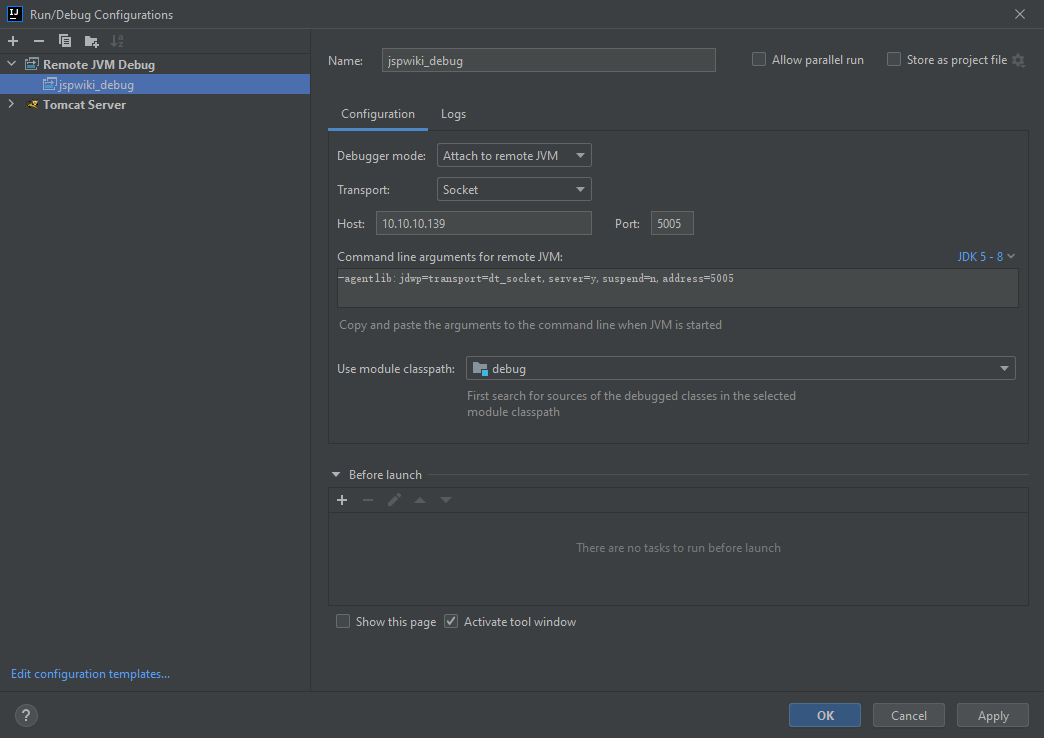 Run/Debug Configurations
Remote JVM Debug
jspwiki_debug
Tomcat Server
Edit configuration templates...
Name: jspwiki_debug
Allow parallel run
Store as project file
Configuration Logs
Debugger mode: Attach to remote JVM
Transport: Socket
Host: 10.10.10.139 Port: 5005
Command line arguments for remote JVM: JDK 5 - 8
-agentlib:jdwp=transport=dt_socket,server=y,suspend=n,address=5005
Copy and paste the arguments to the command line when JVM is started
Use module classpath: debug
First search for sources of the debugged classes in the selected
module classpath
Before launch
There are no tasks to run before launch
Show this page Activate tool window
? OK Cancel Apply